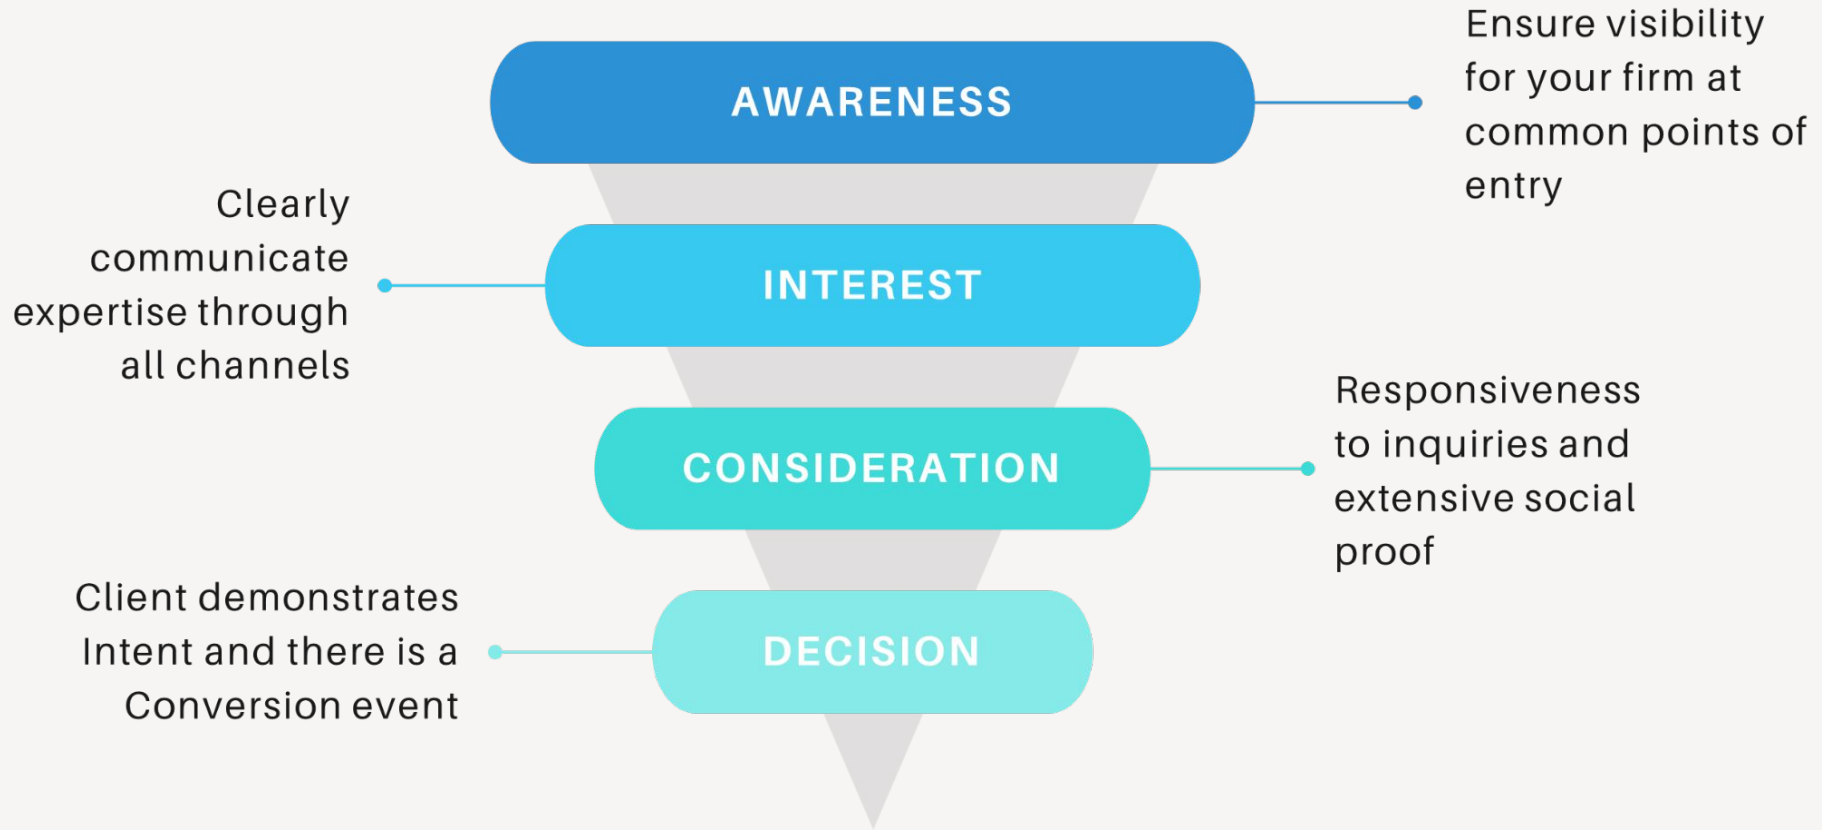 AWARENESS
Ensure visibility
for your firm at
common points of
entry
Clearly
communicate
expertise through
all channels
INTEREST
CONSIDERATION
Responsiveness
to inquiries and
extensive social
proof
Client demonstrates
Intent and there is a
Conversion event
DECISION